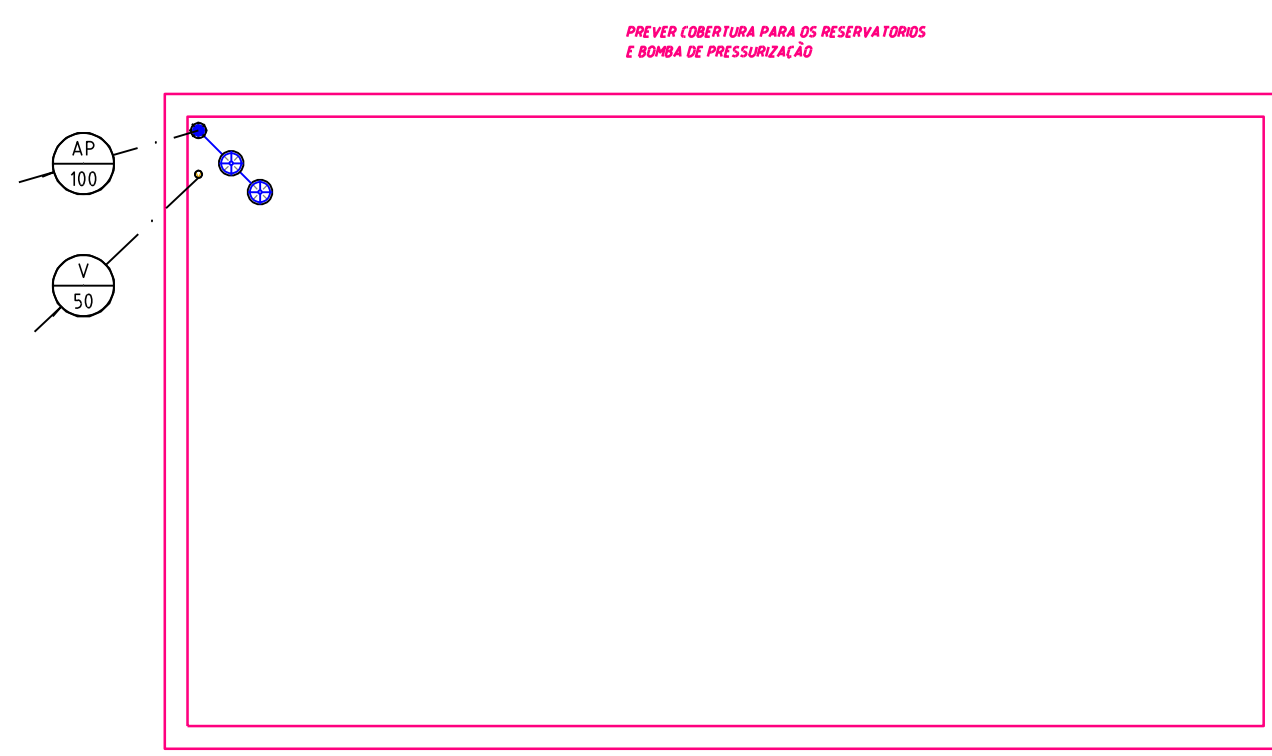 PREVER COBERTURA PARA OS RESERVATORIOS
E BOMBA DE PRESSURIZAÇÃO
AP
100
V
50